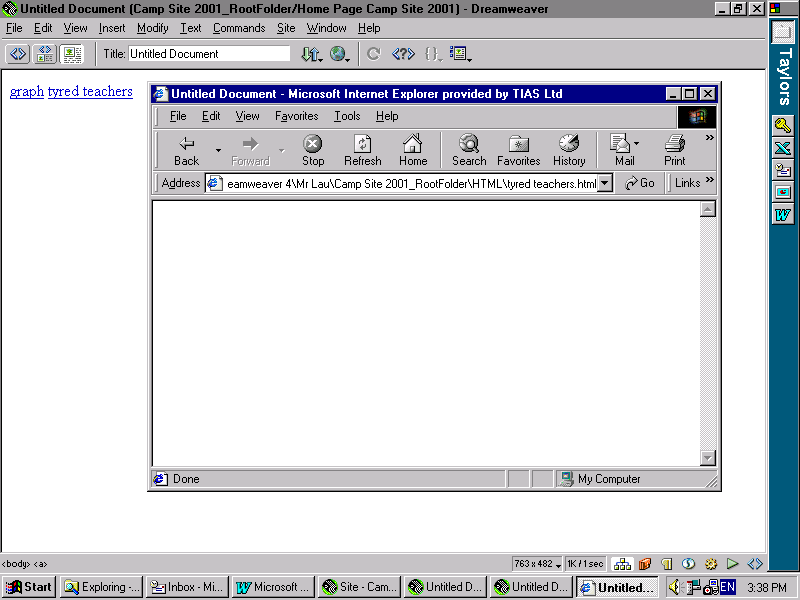 Untitled Document (Camp Site 2001_RootFolder/Home Page Camp Site 2001) - Dreamweaver
File Edit View Insert Modify Text Commands Site Window Help
Title: Untitled Document
graph tyred teachers
Untitled Document - Microsoft Internet Explorer provided by TIAS Ltd
File Edit View Favorites Tools Help
Back Forward Stop Refresh Home Search Favorites History Mail Print
Address eamweaver 4\Mr Lau\Camp Site 2001_RootFolder\HTML\tyred teachers.html Go Links
Done My Computer
Taylors
<body> <a> 763 x 482 1K / 1 sec
Start Exploring - ... Inbox - Mi... Microsoft ... Site - Cam... Untitled D... Untitled D... Untitled... EN 3:38 PM